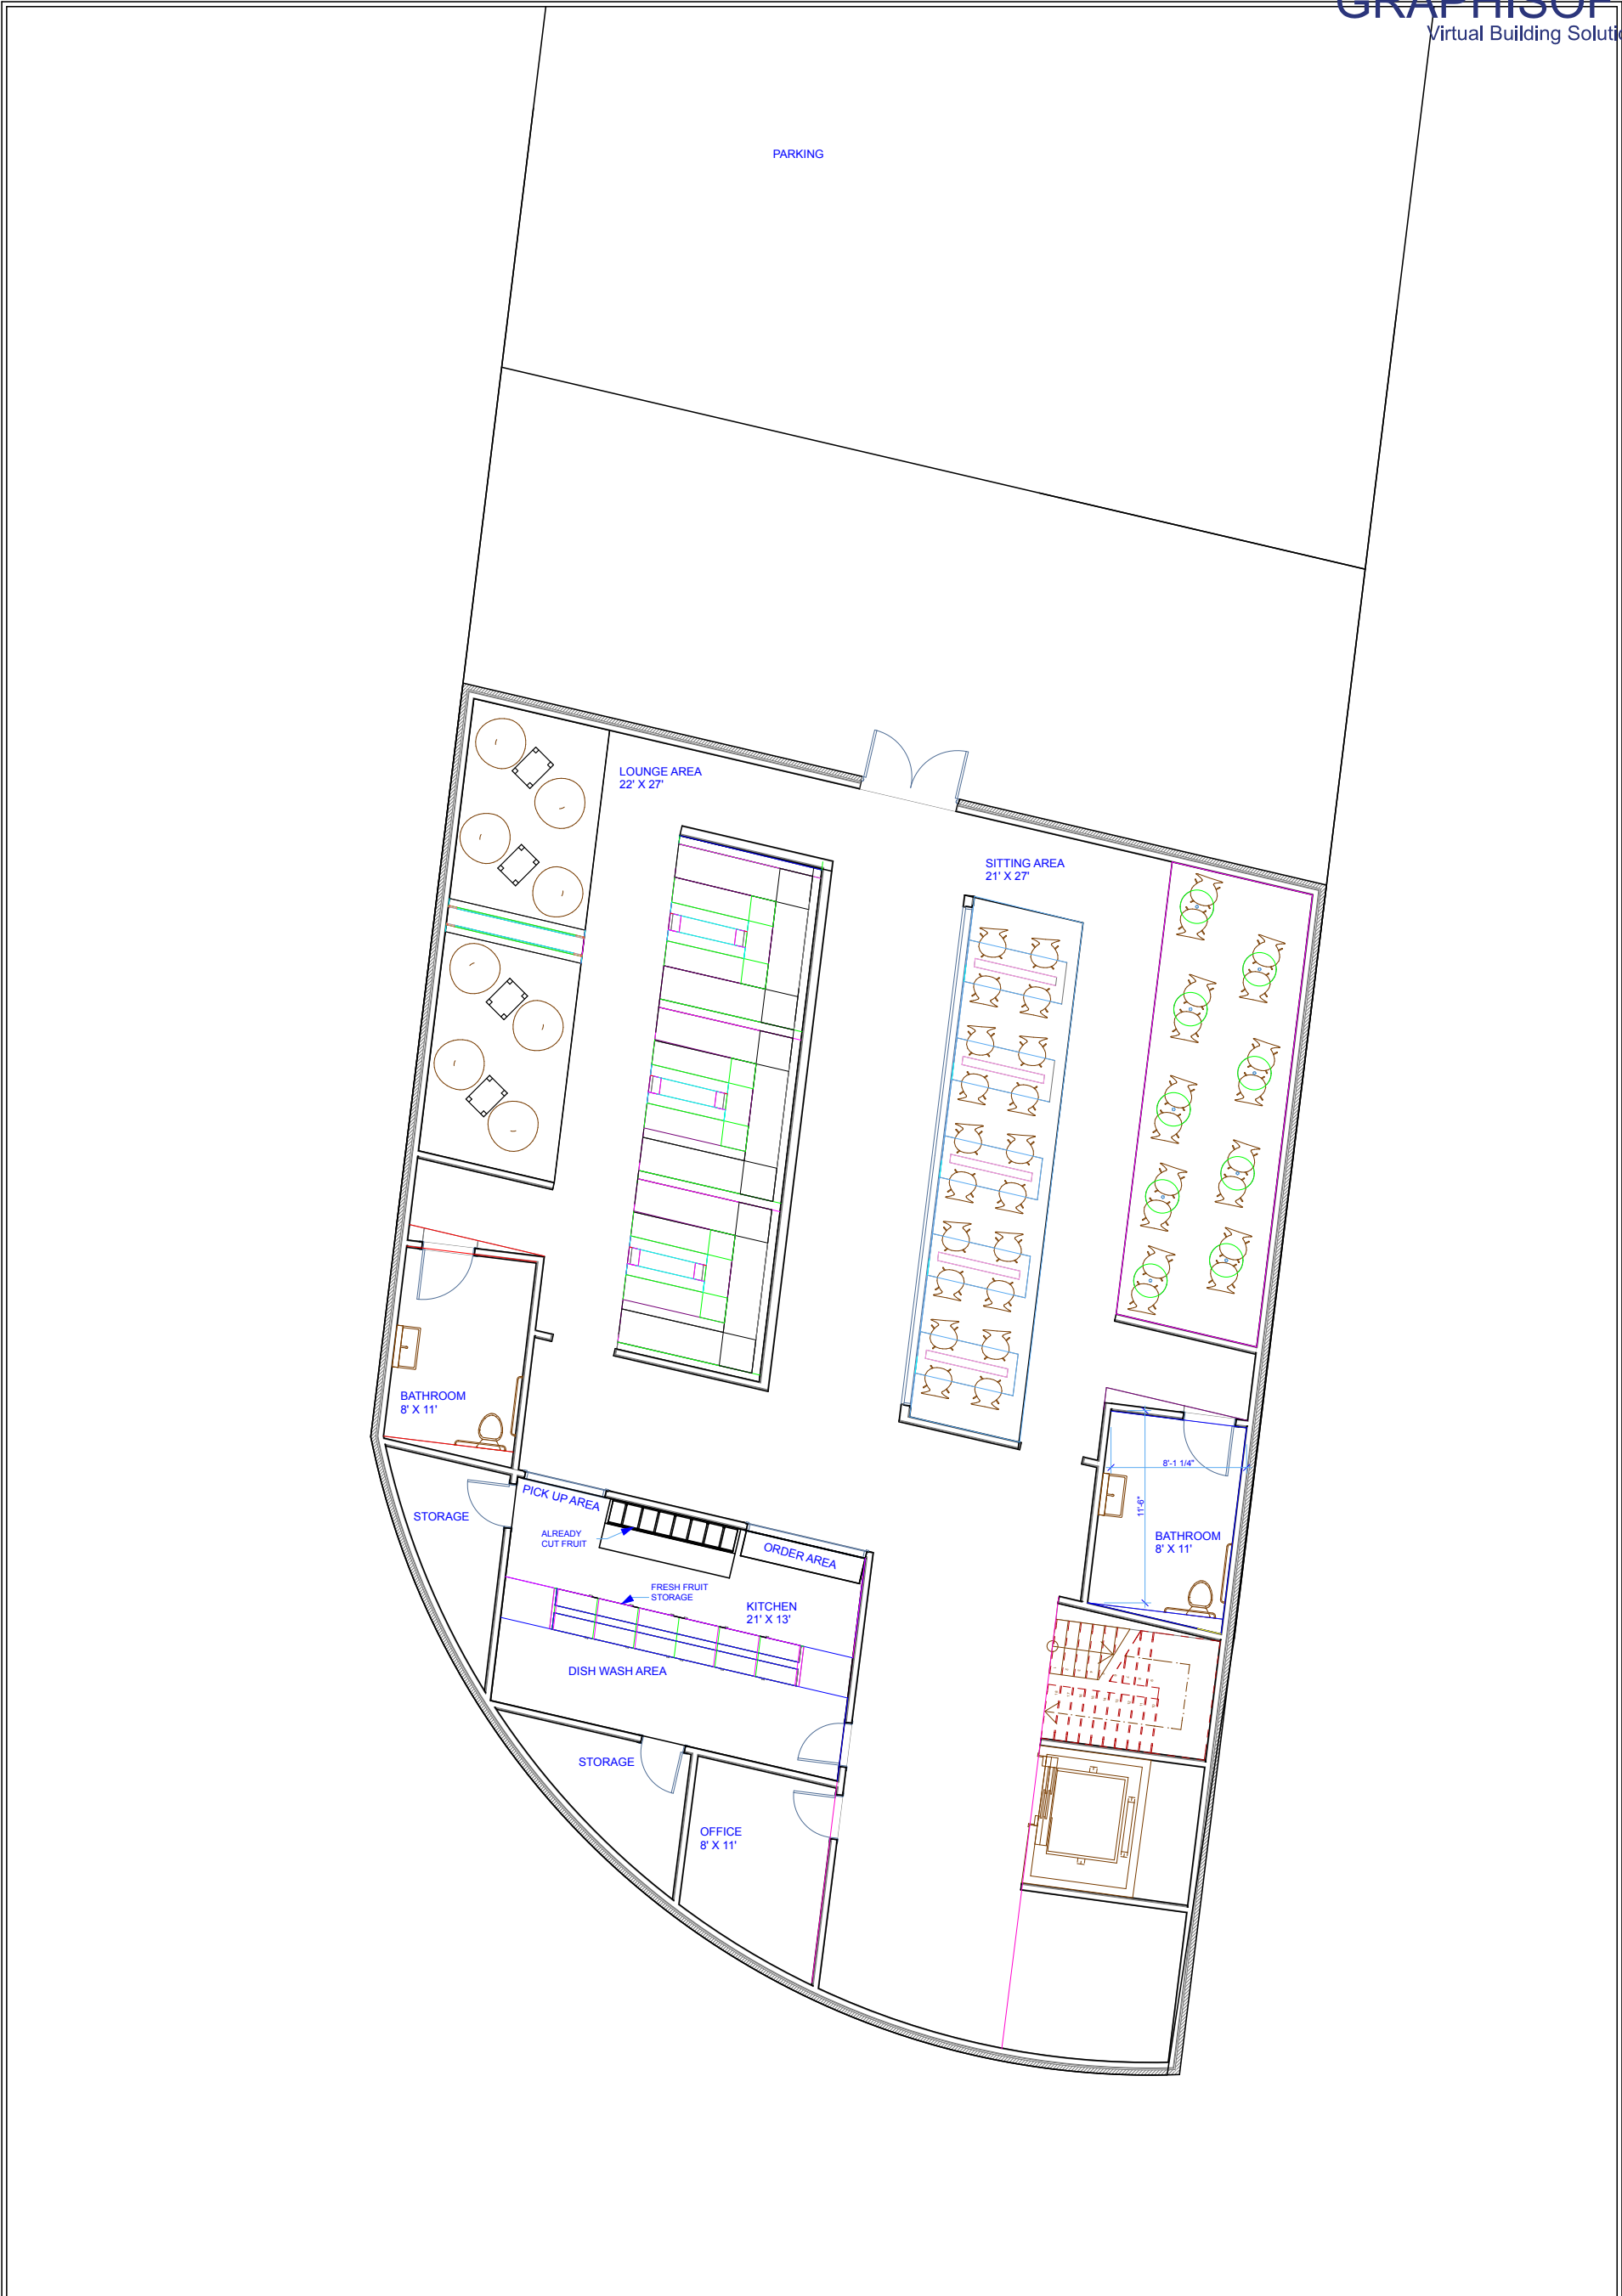 GRAPHISOF
Virtual Building Soluti
PARKING
LOUNGE AREA
22' X 27'
SITTING AREA
21' X 27'
BATHROOM
8' X 11'
8'-1 1/4"
11'-6"
BATHROOM
8' X 11'
STORAGE
PICK UP AREA
ALREADY
CUT FRUIT
ORDER AREA
FRESH FRUIT
STORAGE
KITCHEN
21' X 13'
DISH WASH AREA
STORAGE
OFFICE
8' X 11'